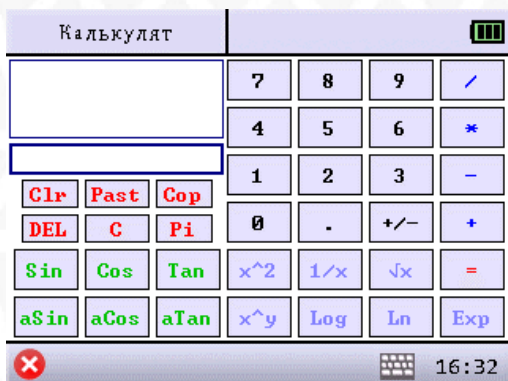 Калькулят
7 8 9 /
4 5 6 *
1 2 3 −
Clr Past Cop
0 . +/− +
DEL C Pi
Sin Cos Tan x^2 1/x √x =
aSin aCos aTan x^y Log Ln Exp
16:32